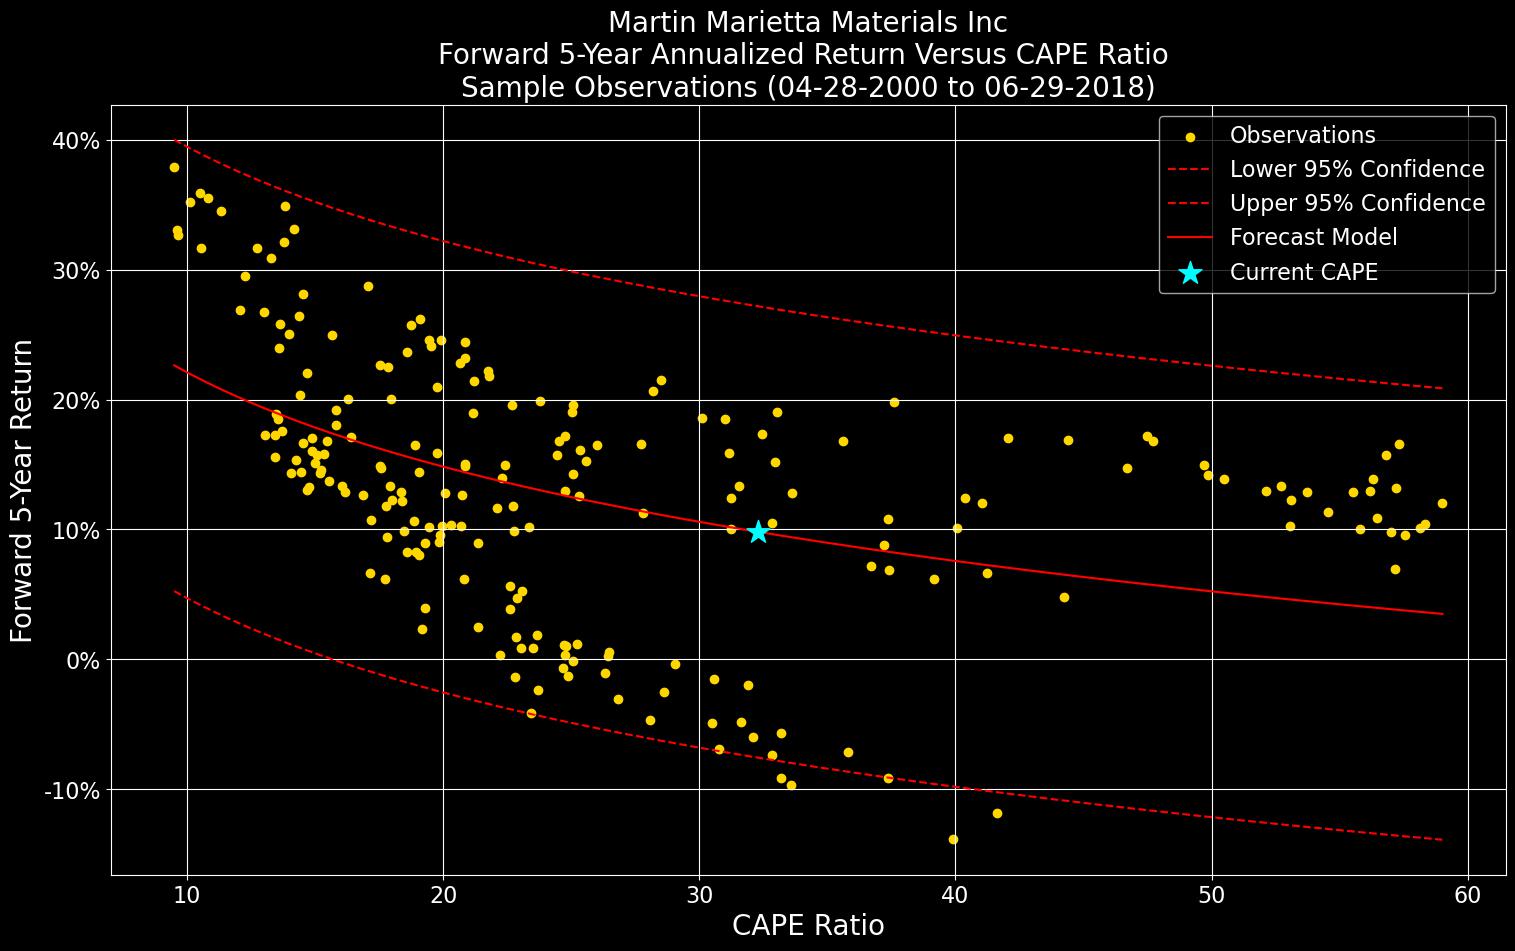 Martin Marietta Materials Inc
Forward 5-Year Annualized Return Versus CAPE Ratio
Sample Observations (04-28-2000 to 06-29-2018)
Observations
Lower 95% Confidence
Upper 95% Confidence
Forecast Model
Current CAPE
Forward 5-Year Return
40%
30%
20%
10%
0%
-10%
10 20 30 40 50 60
CAPE Ratio